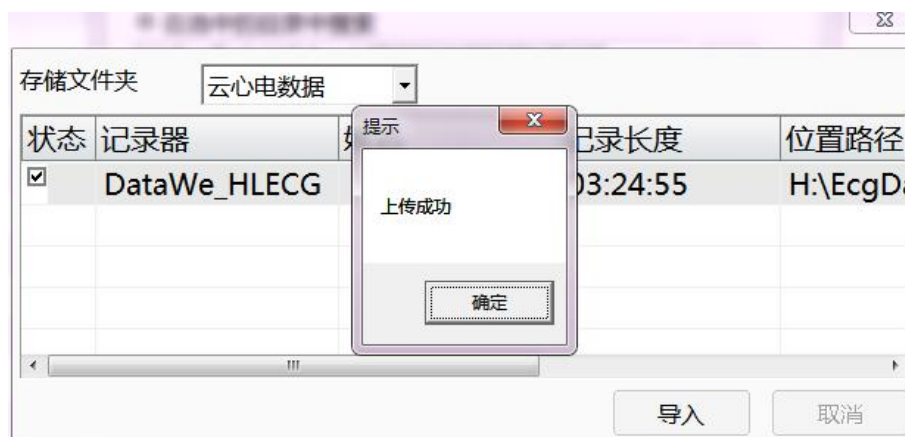 存储文件夹
云心电数据
提示
状态 记录器 记录长度 位置路径
DataWe_HLECG 03:24:55 H:\EcgDa
上传成功
确定
导入 取消